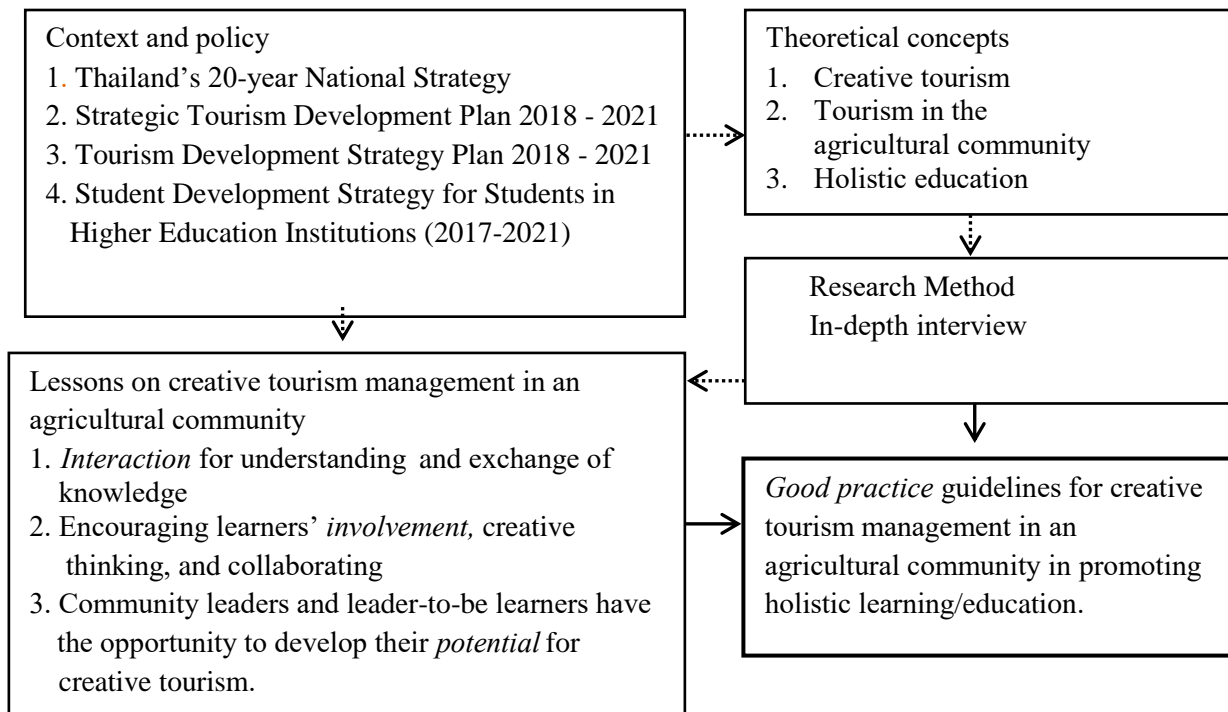 Context and policy
1. Thailand’s 20-year National Strategy
2. Strategic Tourism Development Plan 2018 - 2021
3. Tourism Development Strategy Plan 2018 - 2021
4. Student Development Strategy for Students in
Higher Education Institutions (2017-2021)
Theoretical concepts
1. Creative tourism
2. Tourism in the
agricultural community
3. Holistic education
Research Method
In-depth interview
Lessons on creative tourism management in an
agricultural community
1. Interaction for understanding and exchange of
knowledge
2. Encouraging learners’ involvement, creative
thinking, and collaborating
3. Community leaders and leader-to-be learners have
the opportunity to develop their potential for
creative tourism.
Good practice guidelines for creative
tourism management in an
agricultural community in promoting
holistic learning/education.